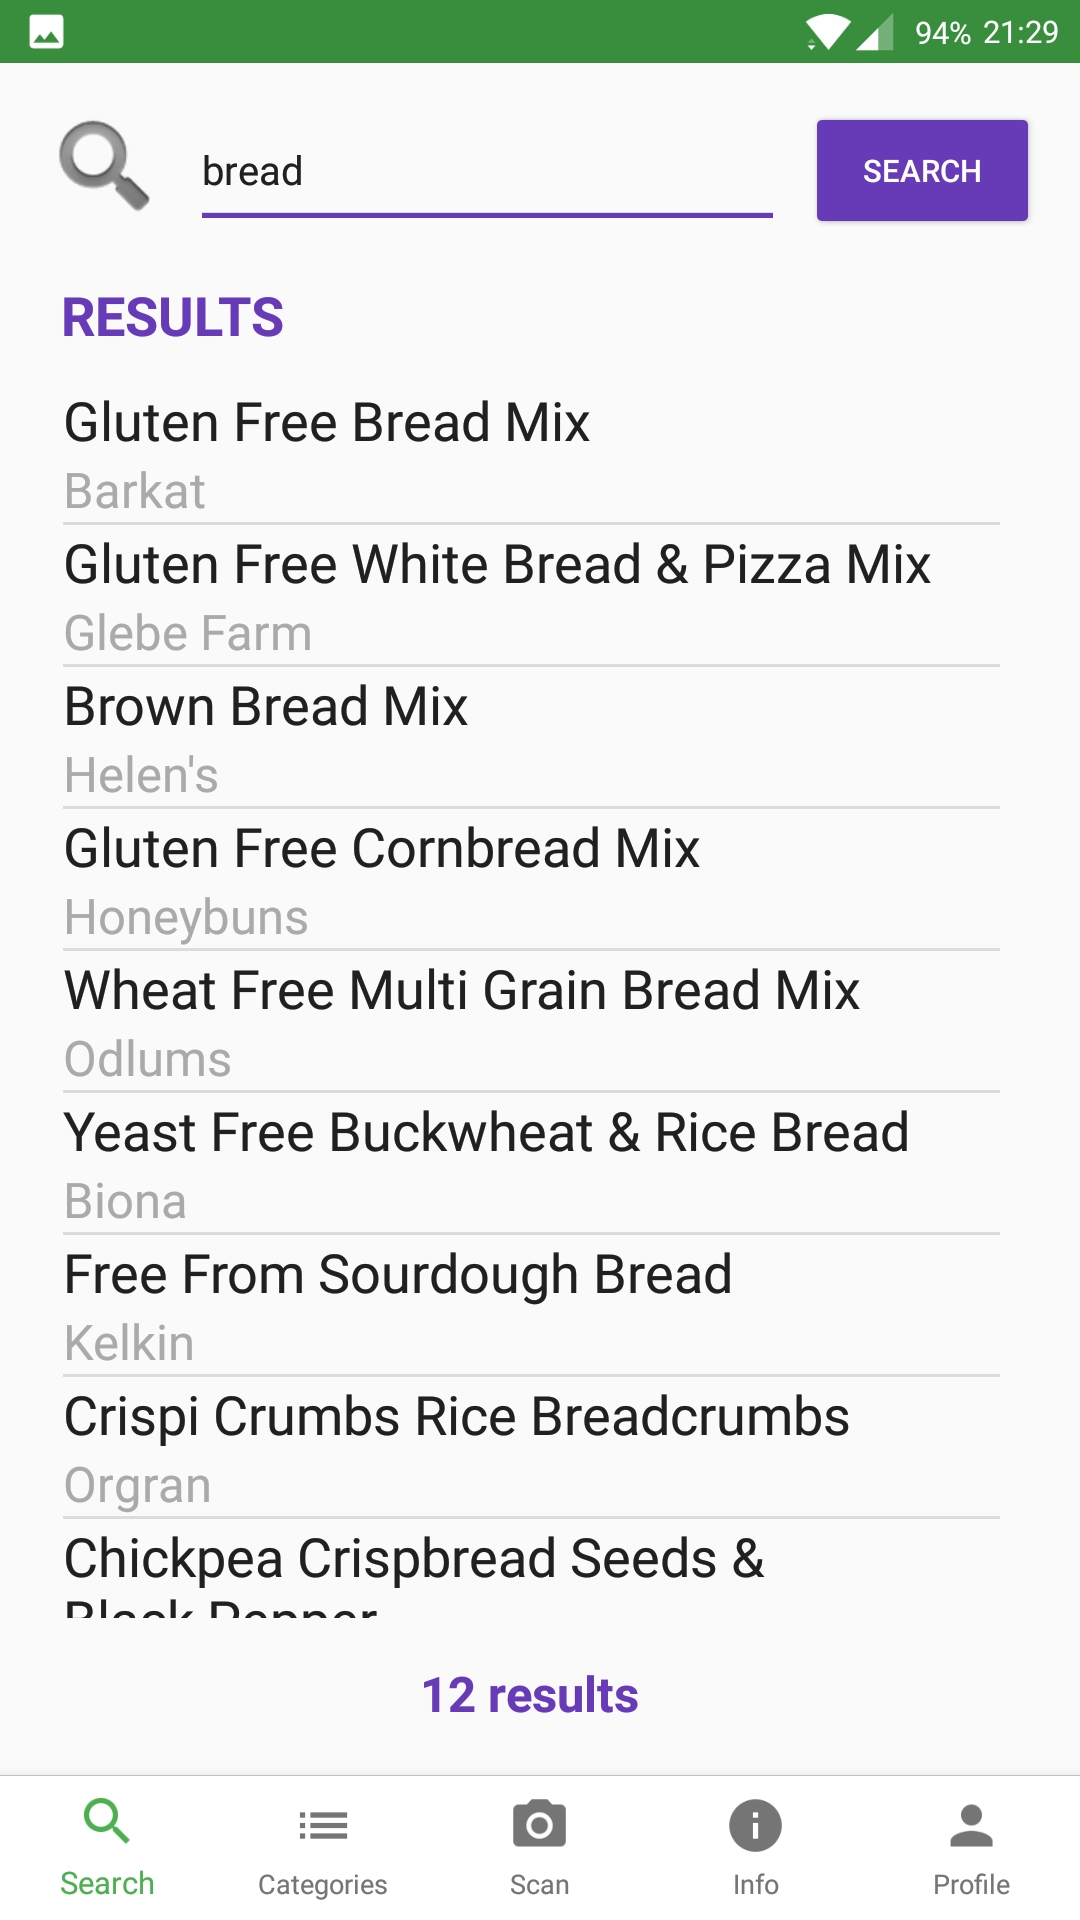 94% 21:29
bread
SEARCH
RESULTS
Gluten Free Bread Mix
Barkat
Gluten Free White Bread & Pizza Mix
Glebe Farm
Brown Bread Mix
Helen's
Gluten Free Cornbread Mix
Honeybuns
Wheat Free Multi Grain Bread Mix
Odlums
Yeast Free Buckwheat & Rice Bread
Biona
Free From Sourdough Bread
Kelkin
Crispi Crumbs Rice Breadcrumbs
Orgran
Chickpea Crispbread Seeds &
Black Pepper
12 results
Search
Categories
Scan
Info
Profile